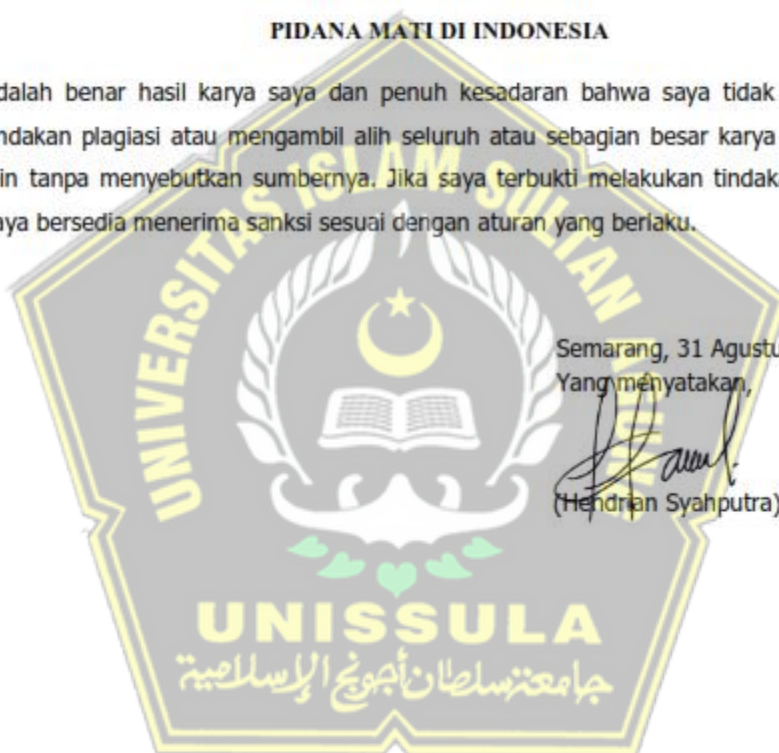 PIDANA MATI DI INDONESIA
dalah benar hasil karya saya dan penuh kesadaran bahwa saya tidak
ndakan plagiasi atau mengambil alih seluruh atau sebagian besar karya
in tanpa menyebutkan sumbernya. Jika saya terbukti melakukan tindaka
aya bersedia menerima sanksi sesuai dengan aturan yang berlaku.
Semarang, 31 Agustu
Yang menyatakan,
(Hendrian Syahputra)
UNIVERSITAS ISLAM SULTAN AGUNG
UNISSULA
جامعة سلطان أجونج الإسلامية